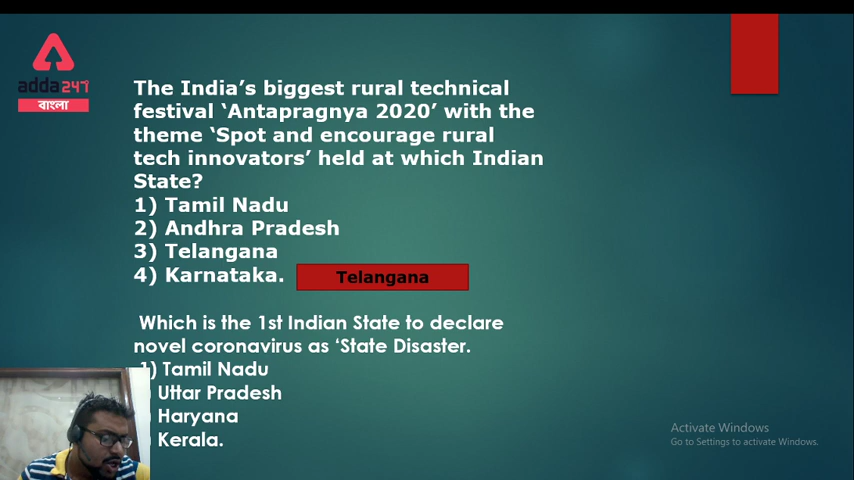 adda247
বাংলা
The India's biggest rural technical
festival ‘Antapragnya 2020’ with the
theme ‘Spot and encourage rural
tech innovators’ held at which Indian
State?
1) Tamil Nadu
2) Andhra Pradesh
3) Telangana
4) Karnataka.
Telangana
Which is the 1st Indian State to declare
novel coronavirus as ‘State Disaster.
1) Tamil Nadu
Uttar Pradesh
Haryana
Kerala.
Activate Windows
Go to Settings to activate Windows.